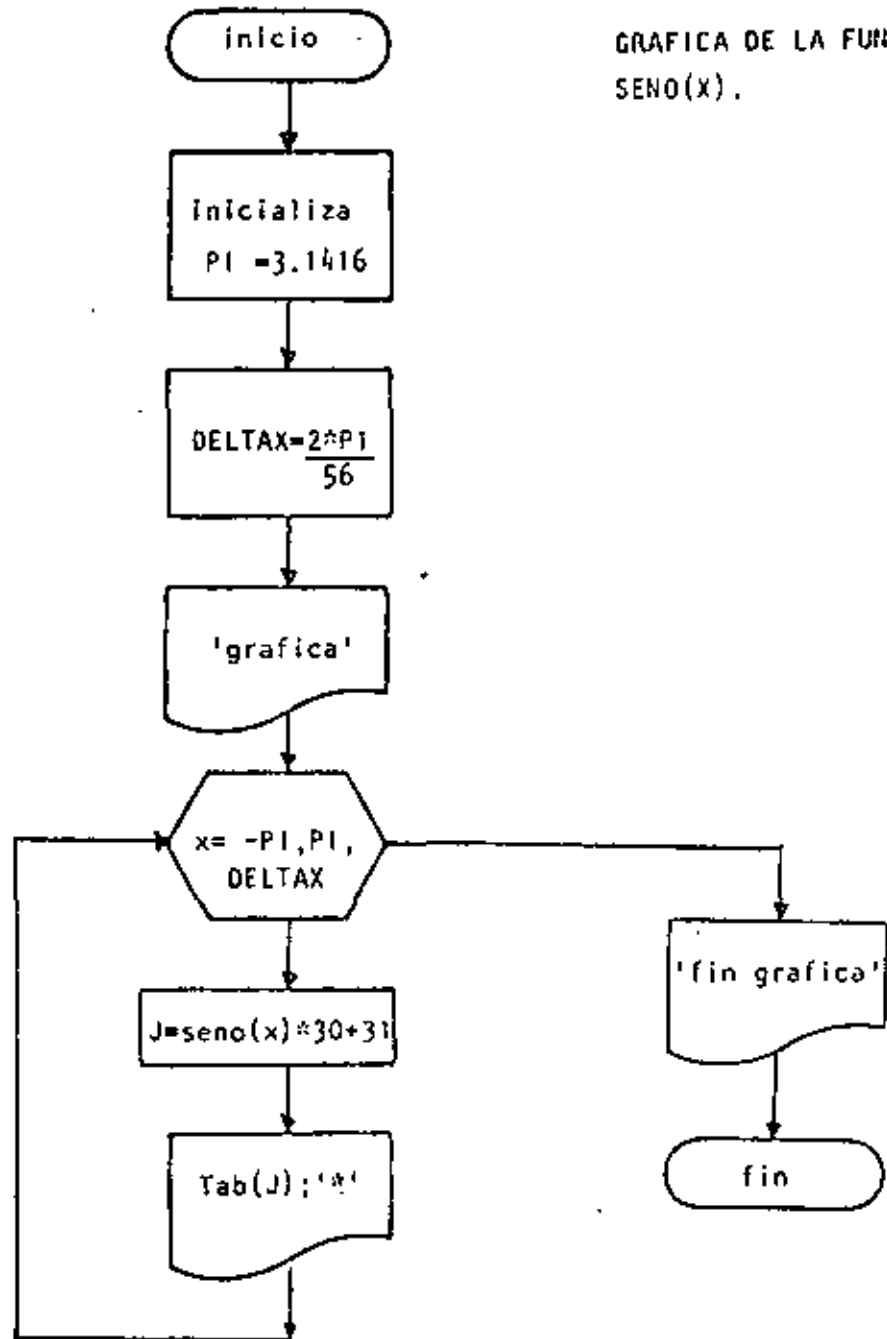 inicio
GRAFICA DE LA
SENO(X).
inicializa
PI =3.1416
DELTAX=2*PI
56
'grafica'
x= -PI,PI,
DELTAX
J=seno(x)*30+31
Tab(J);'*'
'fin grafica'
fin